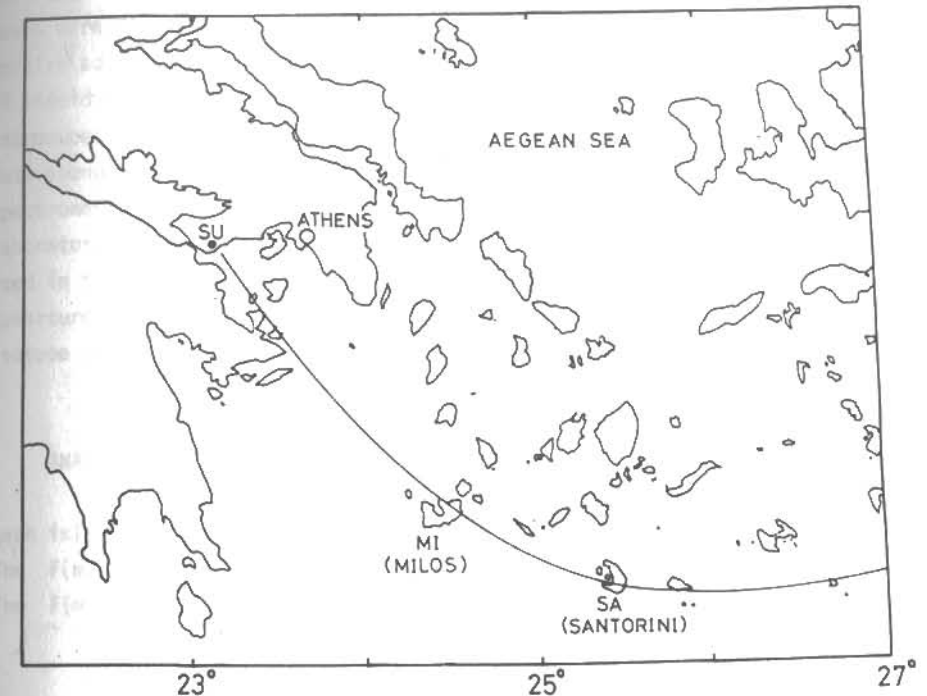 AEGEAN SEA
SU
ATHENS
MI
(MILOS)
SA
(SANTORINI)
23°
25°
27°